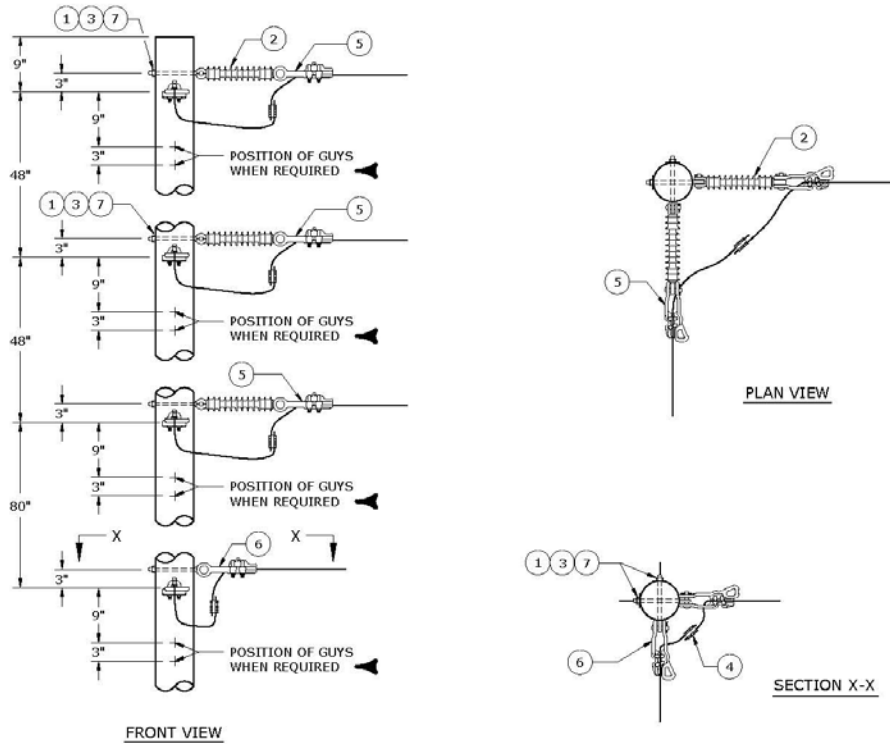 1 3 7
2
5
9"
3"
9"
3"
POSITION OF GUYS
WHEN REQUIRED
48"
1 3 7
5
3"
9"
3"
POSITION OF GUYS
WHEN REQUIRED
48"
5
3"
9"
3"
POSITION OF GUYS
WHEN REQUIRED
80"
X X
6
3"
9"
3"
POSITION OF GUYS
WHEN REQUIRED
FRONT VIEW
2
5
PLAN VIEW
1 3 7
6
4
SECTION X-X